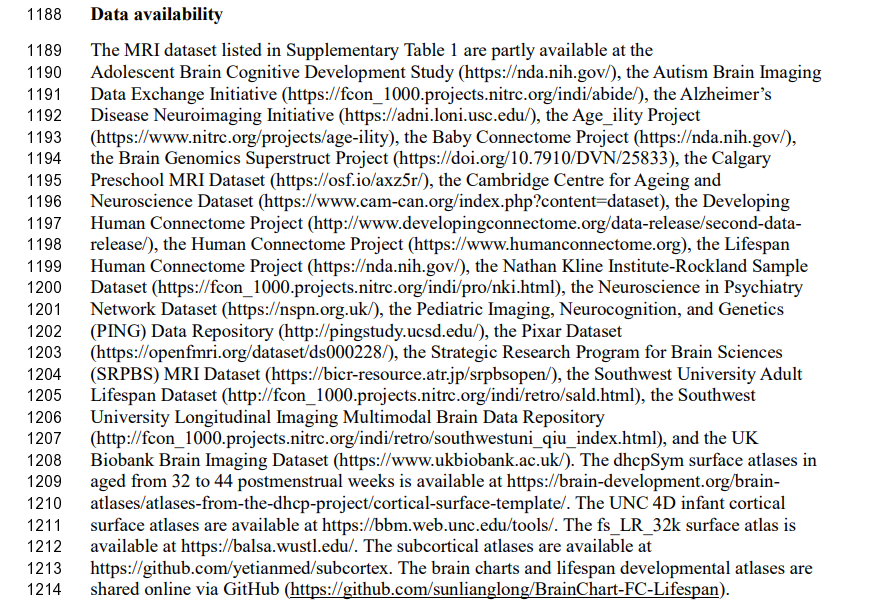 1188 Data availability
1189 The MRI dataset listed in Supplementary Table 1 are partly available at the
1190 Adolescent Brain Cognitive Development Study (https://nda.nih.gov/), the Autism Brain Imaging
1191 Data Exchange Initiative (https://fcon_1000.projects.nitrc.org/indi/abide/), the Alzheimer's
1192 Disease Neuroimaging Initiative (https://adni.loni.usc.edu/), the Age_ility Project
1193 (https://www.nitrc.org/projects/age-ility), the Baby Connectome Project (https://nda.nih.gov/),
1194 the Brain Genomics Superstruct Project (https://doi.org/10.7910/DVN/25833), the Calgary
1195 Preschool MRI Dataset (https://osf.io/axz5r/), the Cambridge Centre for Ageing and
1196 Neuroscience Dataset (https://www.cam-can.org/index.php?content=dataset), the Developing
1197 Human Connectome Project (http://www.developingconnectome.org/data-release/second-data-
1198 release/), the Human Connectome Project (https://www.humanconnectome.org), the Lifespan
1199 Human Connectome Project (https://nda.nih.gov/), the Nathan Kline Institute-Rockland Sample
1200 Dataset (https://fcon_1000.projects.nitrc.org/indi/pro/nki.html), the Neuroscience in Psychiatry
1201 Network Dataset (https://nspn.org.uk/), the Pediatric Imaging, Neurocognition, and Genetics
1202 (PING) Data Repository (http://pingstudy.ucsd.edu/), the Pixar Dataset
1203 (https://openfmri.org/dataset/ds000228/), the Strategic Research Program for Brain Sciences
1204 (SRPBS) MRI Dataset (https://bicr-resource.atr.jp/srpbsopen/), the Southwest University Adult
1205 Lifespan Dataset (http://fcon_1000.projects.nitrc.org/indi/retro/sald.html), the Southwest
1206 University Longitudinal Imaging Multimodal Brain Data Repository
1207 (http://fcon_1000.projects.nitrc.org/indi/retro/southwestuni_qiu_index.html), and the UK
1208 Biobank Brain Imaging Dataset (https://www.ukbiobank.ac.uk/). The dhcpSym surface atlases in
1209 aged from 32 to 44 postmenstrual weeks is available at https://brain-development.org/brain-
1210 atlases/atlases-from-the-dhcp-project/cortical-surface-template/. The UNC 4D infant cortical
1211 surface atlases are available at https://bbm.web.unc.edu/tools/. The fs_LR_32k surface atlas is
1212 available at https://balsa.wustl.edu/. The subcortical atlases are available at
1213 https://github.com/yetianmed/subcortex. The brain charts and lifespan developmental atlases are
1214 shared online via GitHub (https://github.com/sunlianglong/BrainChart-FC-Lifespan).